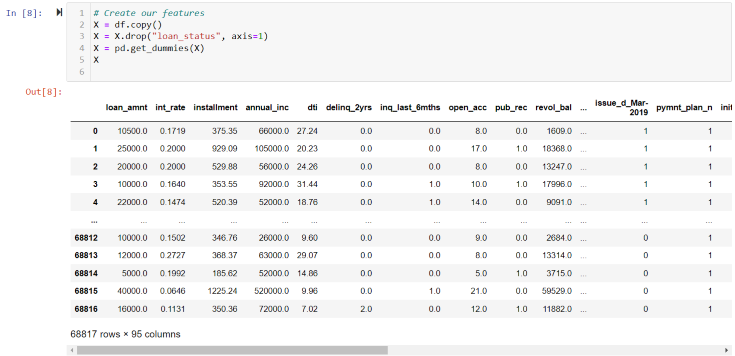 In [8]:
1 # Create our features
2 X = df.copy()
3 X = X.drop("loan_status", axis=1)
4 X = pd.get_dummies(X)
5 X
6
Out[8]:
loan_amnt int_rate installment annual_inc dti delinq_2yrs inq_last_6mths open_acc pub_rec revol_bal ... issue_d_Mar-2019 pymnt_plan_n init
0 10500.0 0.1719 375.35 66000.0 27.24 0.0 0.0 8.0 0.0 1609.0 ... 1 1
1 25000.0 0.2000 929.09 105000.0 20.23 0.0 0.0 17.0 1.0 18368.0 ... 1 1
2 20000.0 0.2000 529.88 56000.0 24.26 0.0 0.0 8.0 0.0 13247.0 ... 1 1
3 10000.0 0.1640 353.55 92000.0 31.44 0.0 1.0 10.0 1.0 17996.0 ... 1 1
4 22000.0 0.1474 520.39 52000.0 18.76 0.0 1.0 14.0 0.0 9091.0 ... 1 1
... ... ... ... ... ... ... ... ... ... ... ... ... ...
68812 10000.0 0.1502 346.76 26000.0 9.60 0.0 0.0 9.0 0.0 2684.0 ... 0 1
68813 12000.0 0.2727 368.37 63000.0 29.07 0.0 0.0 8.0 0.0 13314.0 ... 0 1
68814 5000.0 0.1992 185.62 52000.0 14.86 0.0 0.0 5.0 1.0 3715.0 ... 0 1
68815 40000.0 0.0646 1225.24 520000.0 9.96 0.0 1.0 21.0 0.0 59529.0 ... 0 1
68816 16000.0 0.1131 350.36 72000.0 7.02 2.0 0.0 12.0 1.0 11882.0 ... 0 1
68817 rows × 95 columns